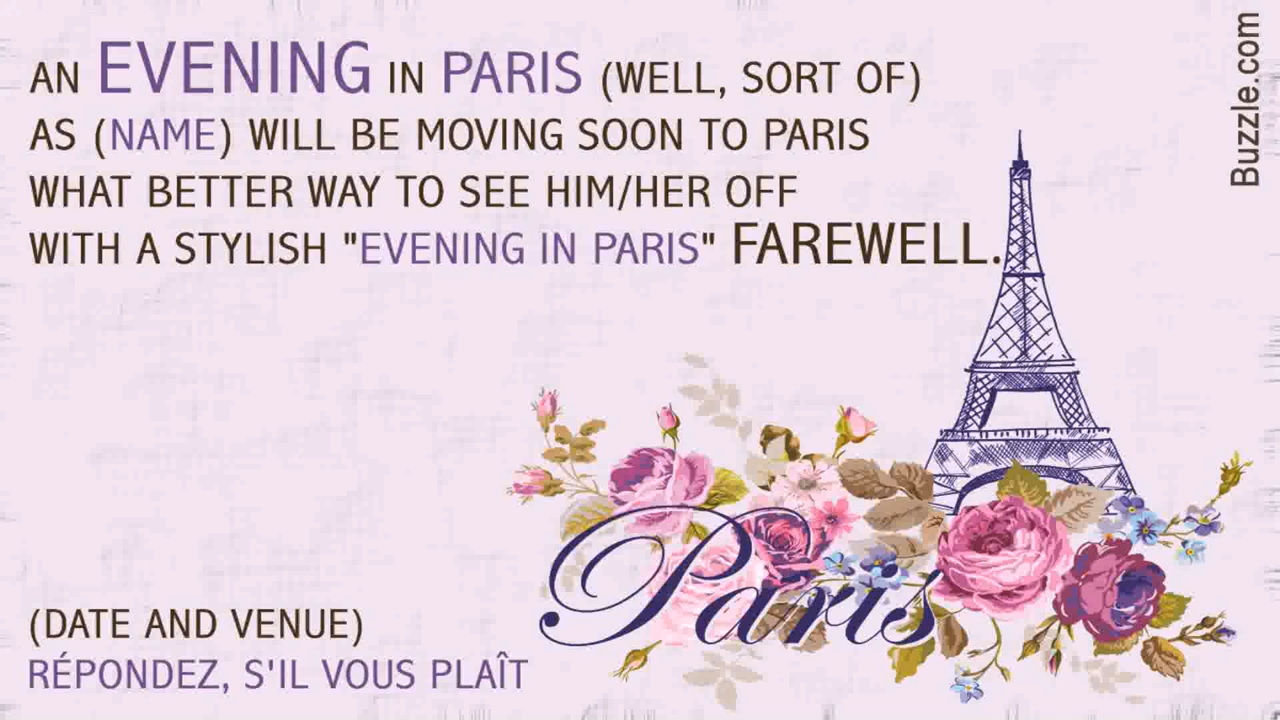 AN EVENING IN PARIS (WELL, SORT OF)
AS (NAME) WILL BE MOVING SOON TO PARIS
WHAT BETTER WAY TO SEE HIM/HER OFF
WITH A STYLISH "EVENING IN PARIS" FAREWELL.
Buzzle.com
Paris
(DATE AND VENUE)
RÉPONDEZ, S'IL VOUS PLAÎT